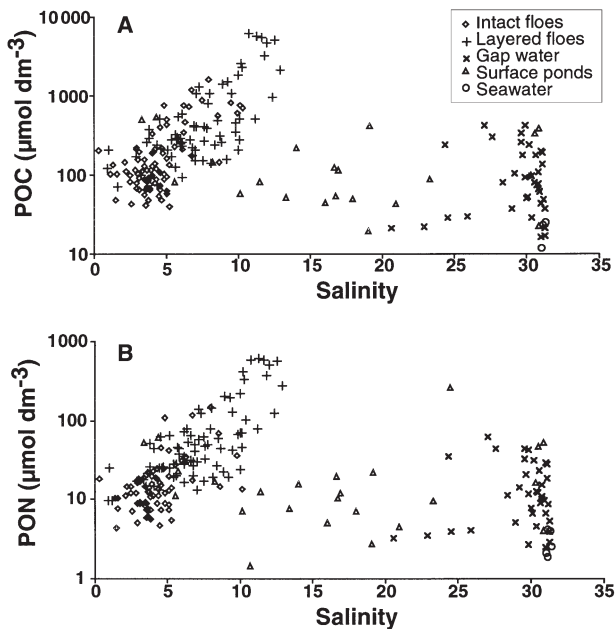 A
Intact floes
Layered floes
Gap water
Surface ponds
Seawater
POC (µmol dm⁻³)
10 000
1000
100
10
0 5 10 15 20 25 30 35
Salinity
B
PON (µmol dm⁻³)
1000
100
10
1
0 5 10 15 20 25 30 35
Salinity